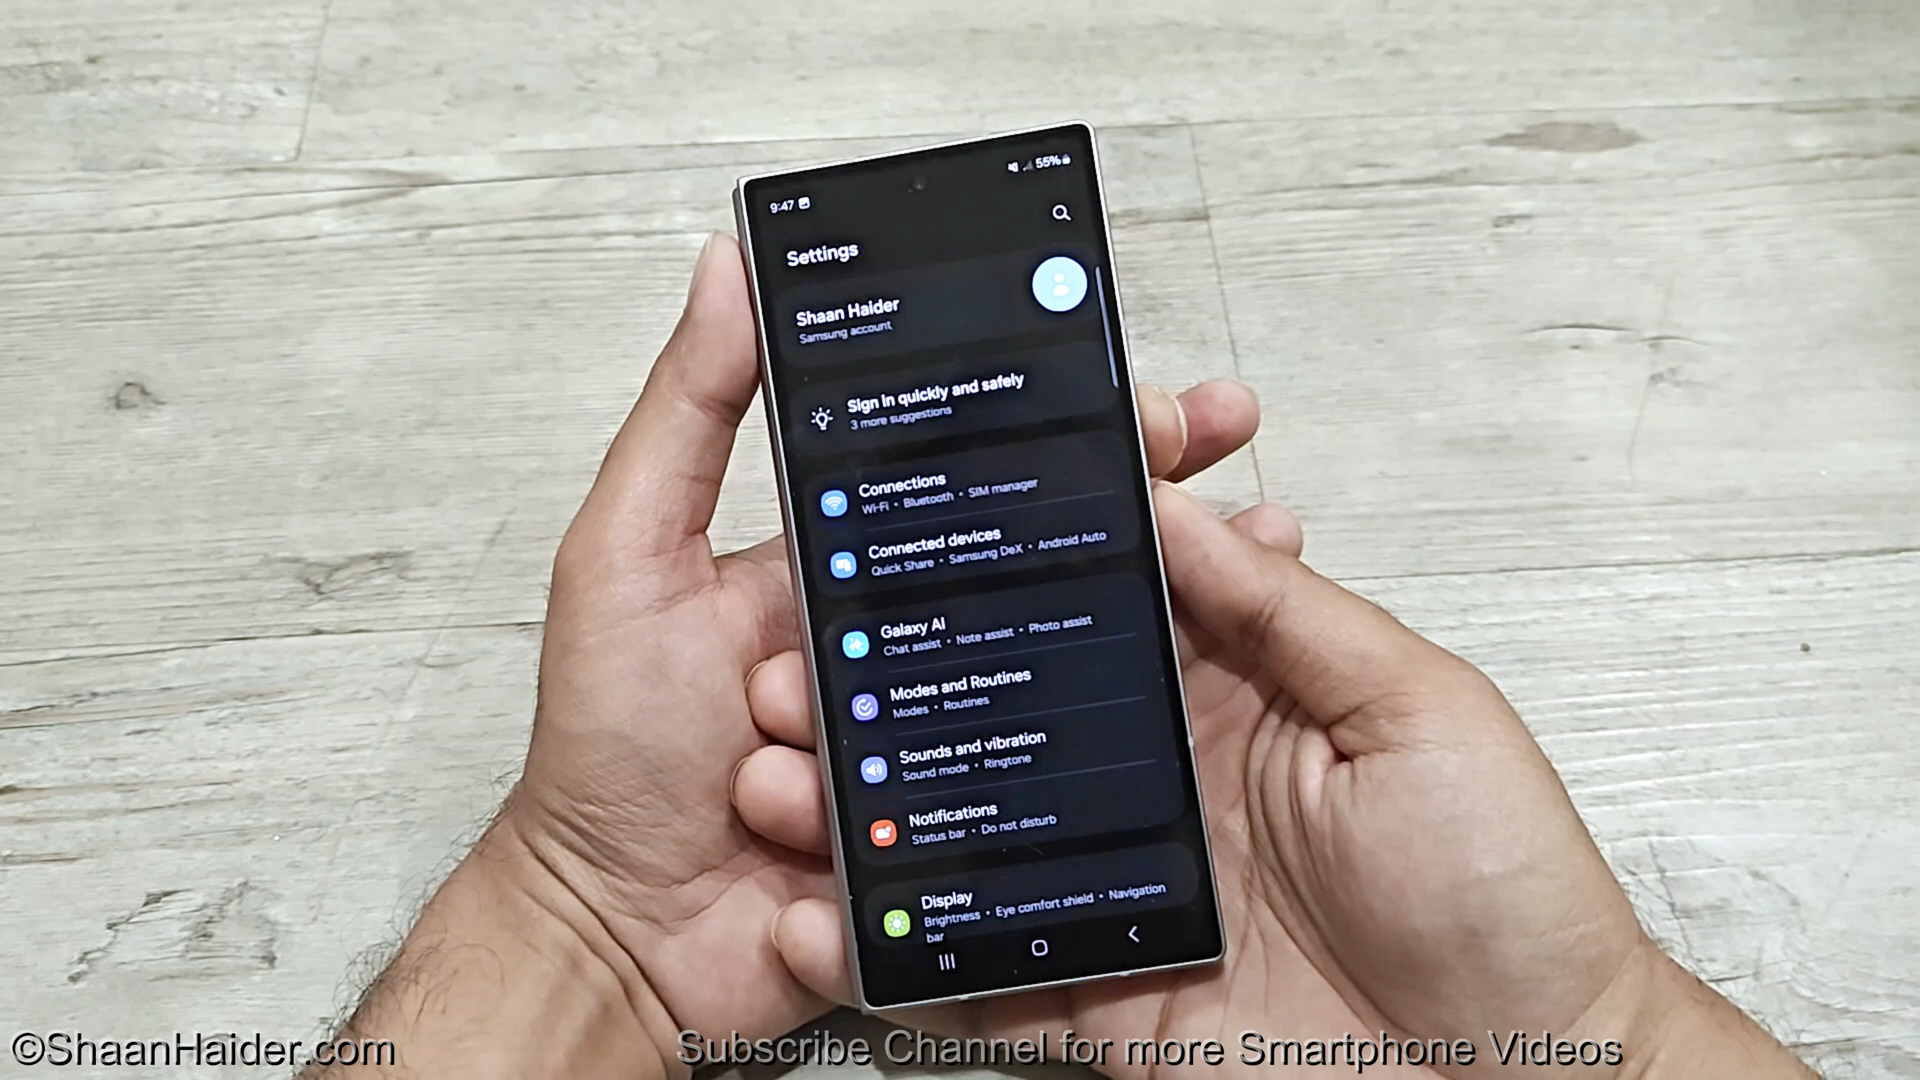 9:47
55%
Settings
Shaan Haider
Samsung account
Sign in quickly and safely
3 more suggestions
Connections
Wi-Fi • Bluetooth • SIM manager
Connected devices
Quick Share • Samsung DeX • Android Auto
Galaxy AI
Chat assist • Note assist • Photo assist
Modes and Routines
Modes • Routines
Sounds and vibration
Sound mode • Ringtone
Notifications
Status bar • Do not disturb
Display
Brightness • Eye comfort shield • Navigation
bar
©ShaanHaider.com
Subscribe Channel for more Smartphone Videos